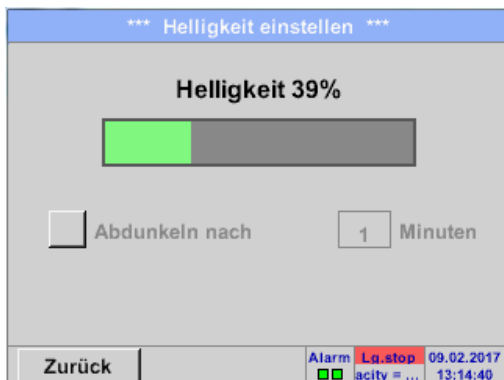 *** Helligkeit einstellen ***
Helligkeit 39%
Abdunkeln nach 1 Minuten
Zurück
Alarm Lg.stop 09.02.2017
acity = ... 13:14:40